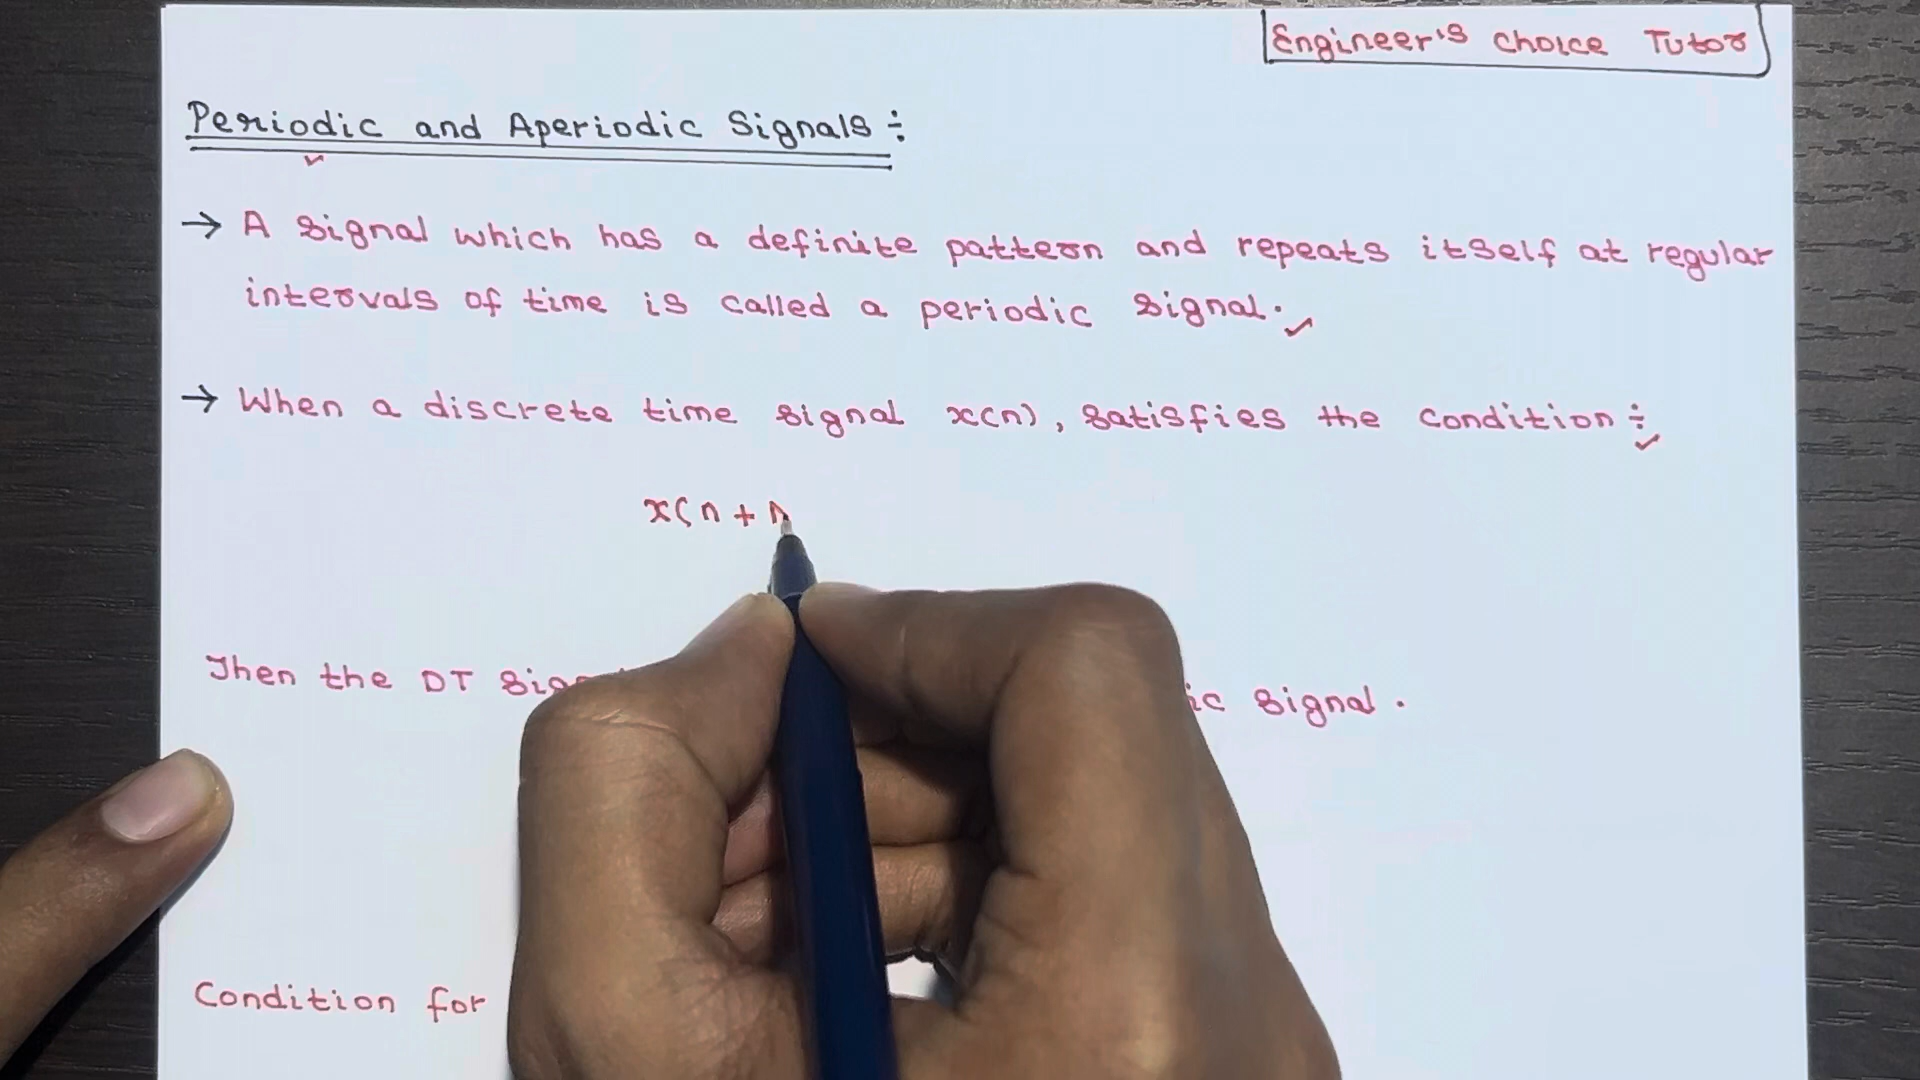 Engineer's Choice Tutor
Periodic and Aperiodic Signals ÷
→ A signal which has a definite pattern and repeats itself at regular
intervals of time is called a periodic signal.
→ When a discrete time signal x(n), satisfies the condition ÷
x(n +
Then the DT signal.
Condition for